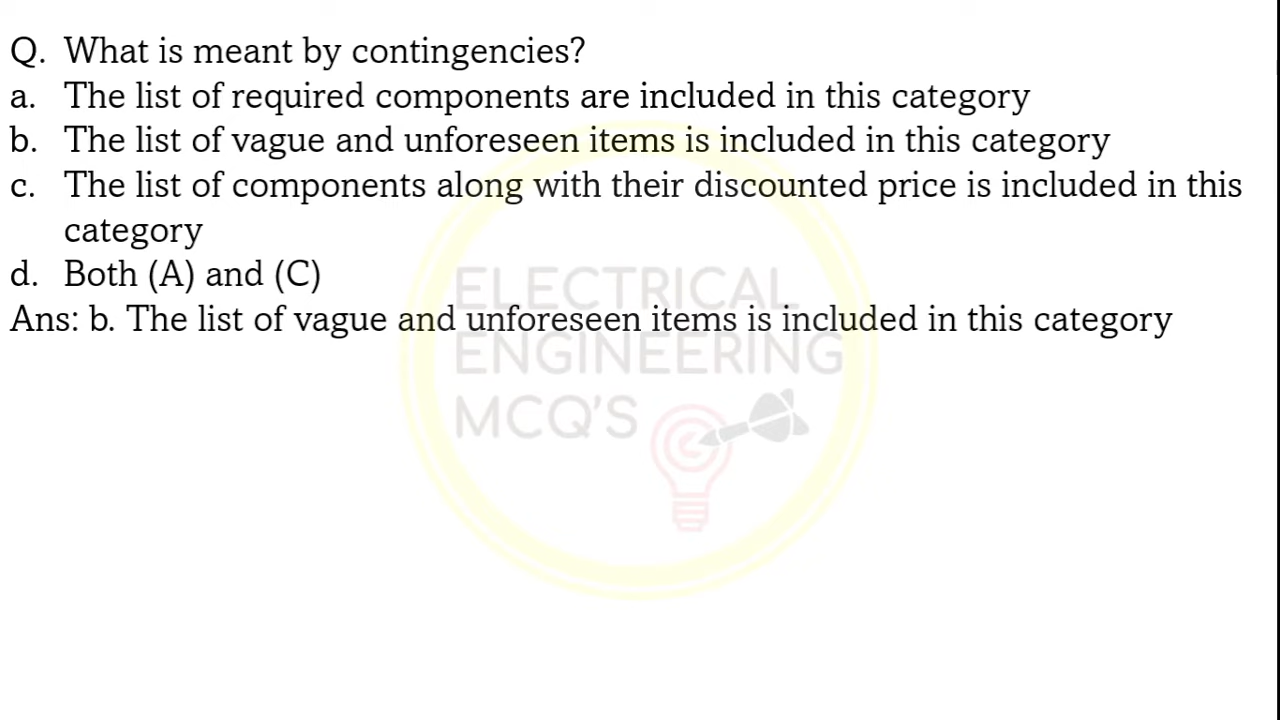 Q. What is meant by contingencies?
a. The list of required components are included in this category
b. The list of vague and unforeseen items is included in this category
c. The list of components along with their discounted price is included in this
category
d. Both (A) and (C)
Ans: b. The list of vague and unforeseen items is included in this category
ELECTRICAL
ENGINEERING
MCQ'S